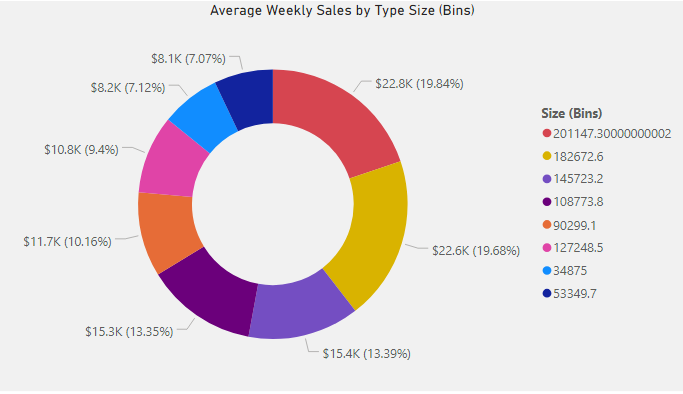 Average Weekly Sales by Type Size (Bins)
$8.1K (7.07%)
$8.2K (7.12%)
$10.8K (9.4%)
$11.7K (10.16%)
$15.3K (13.35%)
$22.8K (19.84%)
$22.6K (19.68%)
$15.4K (13.39%)
Size (Bins)
201147.30000000002
182672.6
145723.2
108773.8
90299.1
127248.5
34875
53349.7